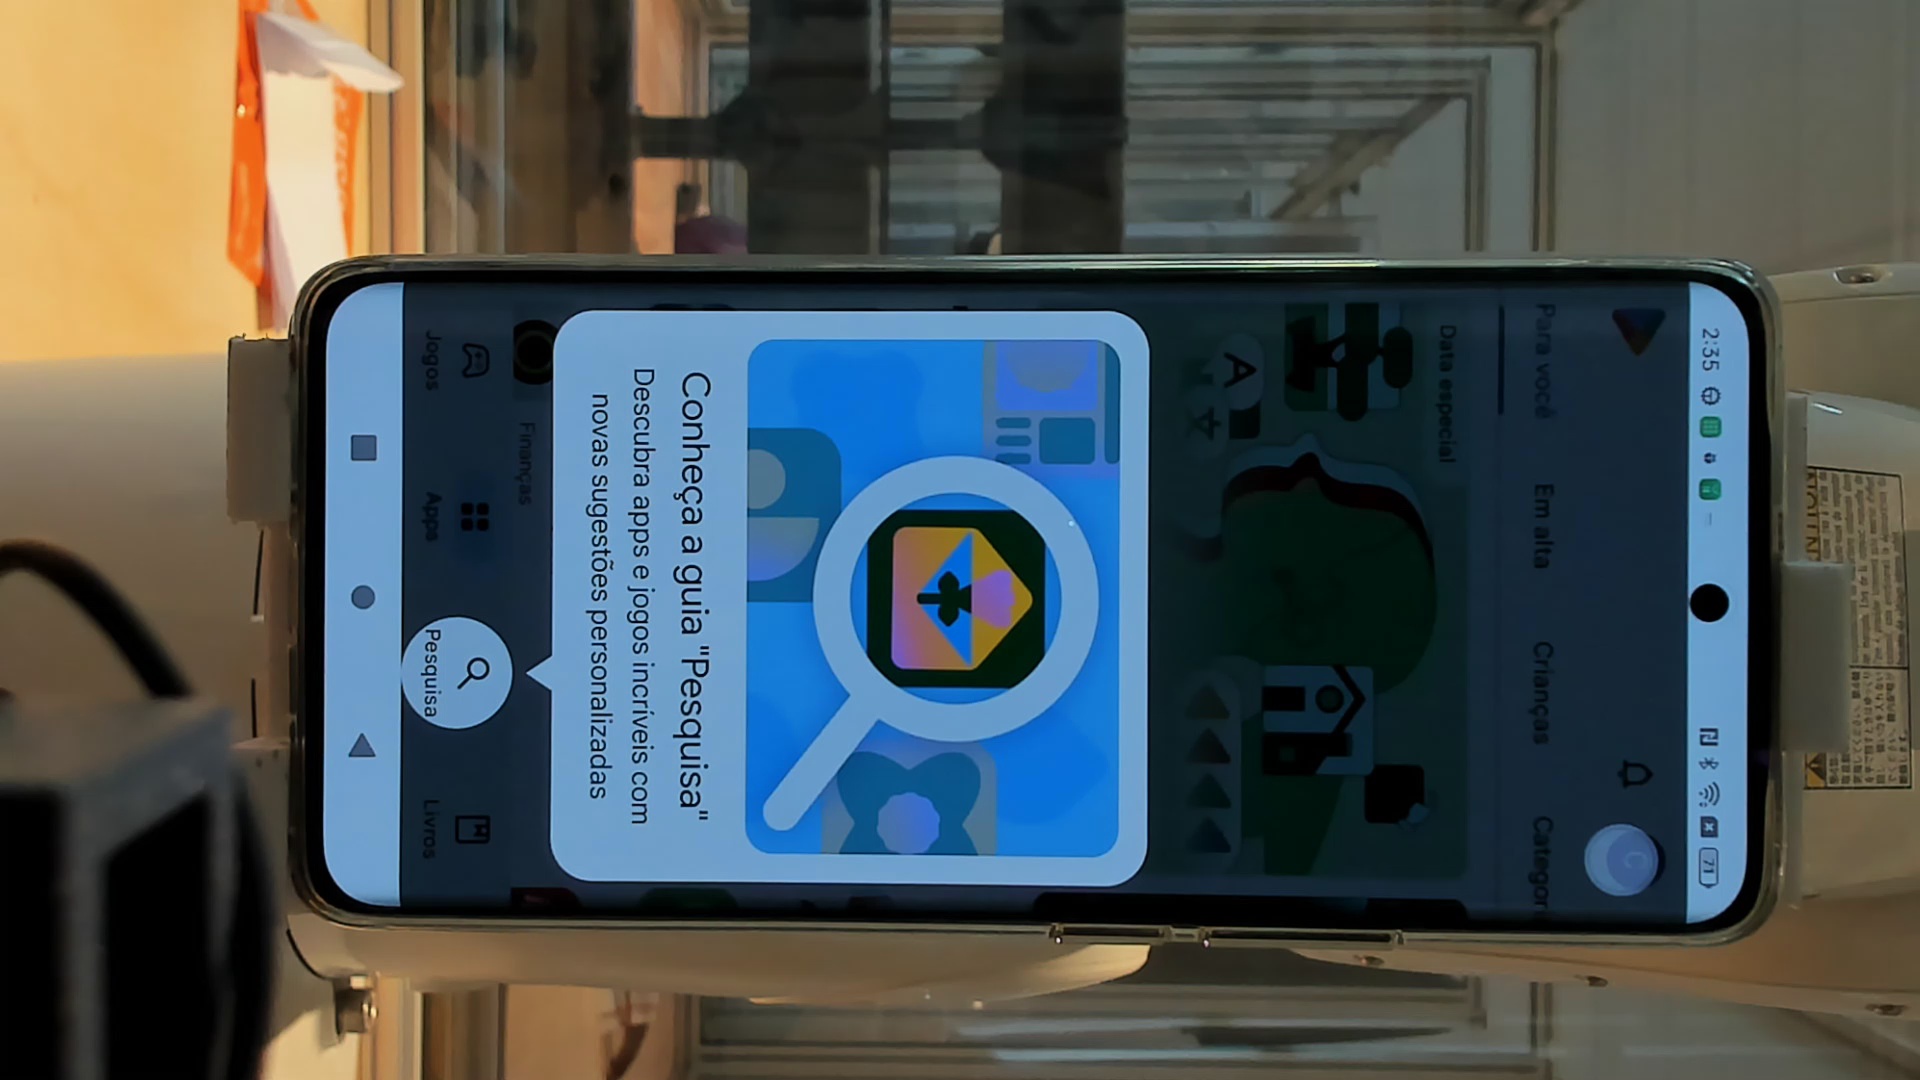 2:35
71
Para você
Em alta
Crianças
Categor
Data especial
A
Conheça a guia "Pesquisa"
Descubra apps e jogos incríveis com
novas sugestões personalizadas
Finanças
Jogos
Apps
Pesquisa
Livros